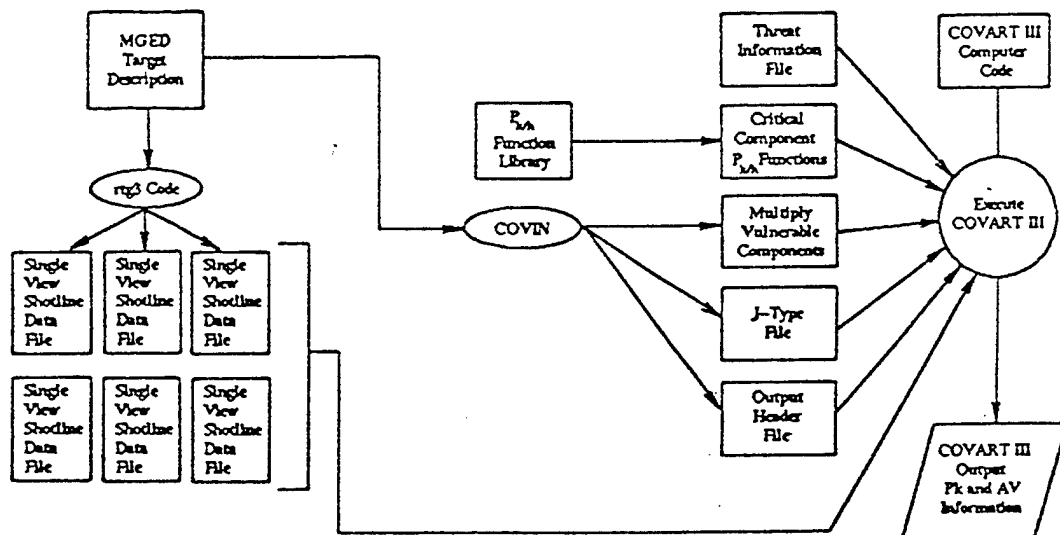 MGED
Target
Description
rtg3 Code
Single
View
Shotline
Data
File
Single
View
Shotline
Data
File
Single
View
Shotline
Data
File
Single
View
Shotline
Data
File
Single
View
Shotline
Data
File
Single
View
Shotline
Data
File
Pk/h
Function
Library
COVIN
Threat
Information
File
Critical
Component
Pk/h Functions
Multiply
Vulnerable
Components
J-Type
File
Output
Header
File
COVART III
Computer
Code
Execute
COVART III
COVART III
Output
Pk and AV
Information